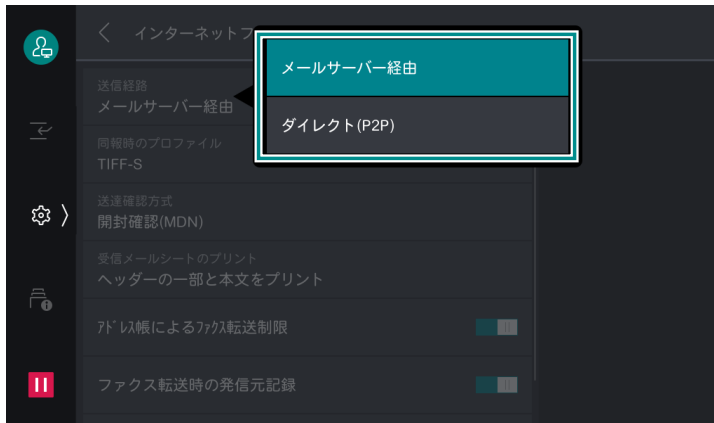 インターネットフ
メールサーバー経由
ダイレクト(P2P)
送信経路
メールサーバー経由
同報時のプロファイル
TIFF-S
送達確認方式
開封確認(MDN)
受信メールシートのプリント
ヘッダーの一部と本文をプリント
ｱﾄﾞﾚｽ帳によるﾌｧｸｽ転送制限
ファクス転送時の発信元記録